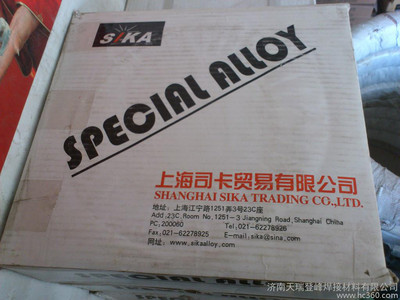 SIKA
SPECIAL ALLOY
上海司卡贸易有限公司
SHANGHAI SIKA TRADING CO.,LTD.
地址：上海江宁路1251弄3号23C座
Add,23C,Room No.1251-3 Jiangning Road,Shanghai China
PC,200060 Tel,021-62278926
Fax,021-62278925 E-mail,sika@sina.com
网址：www.sikaalloy.com
济南天瑞登峰焊接材料有限公司
www.hc360.com